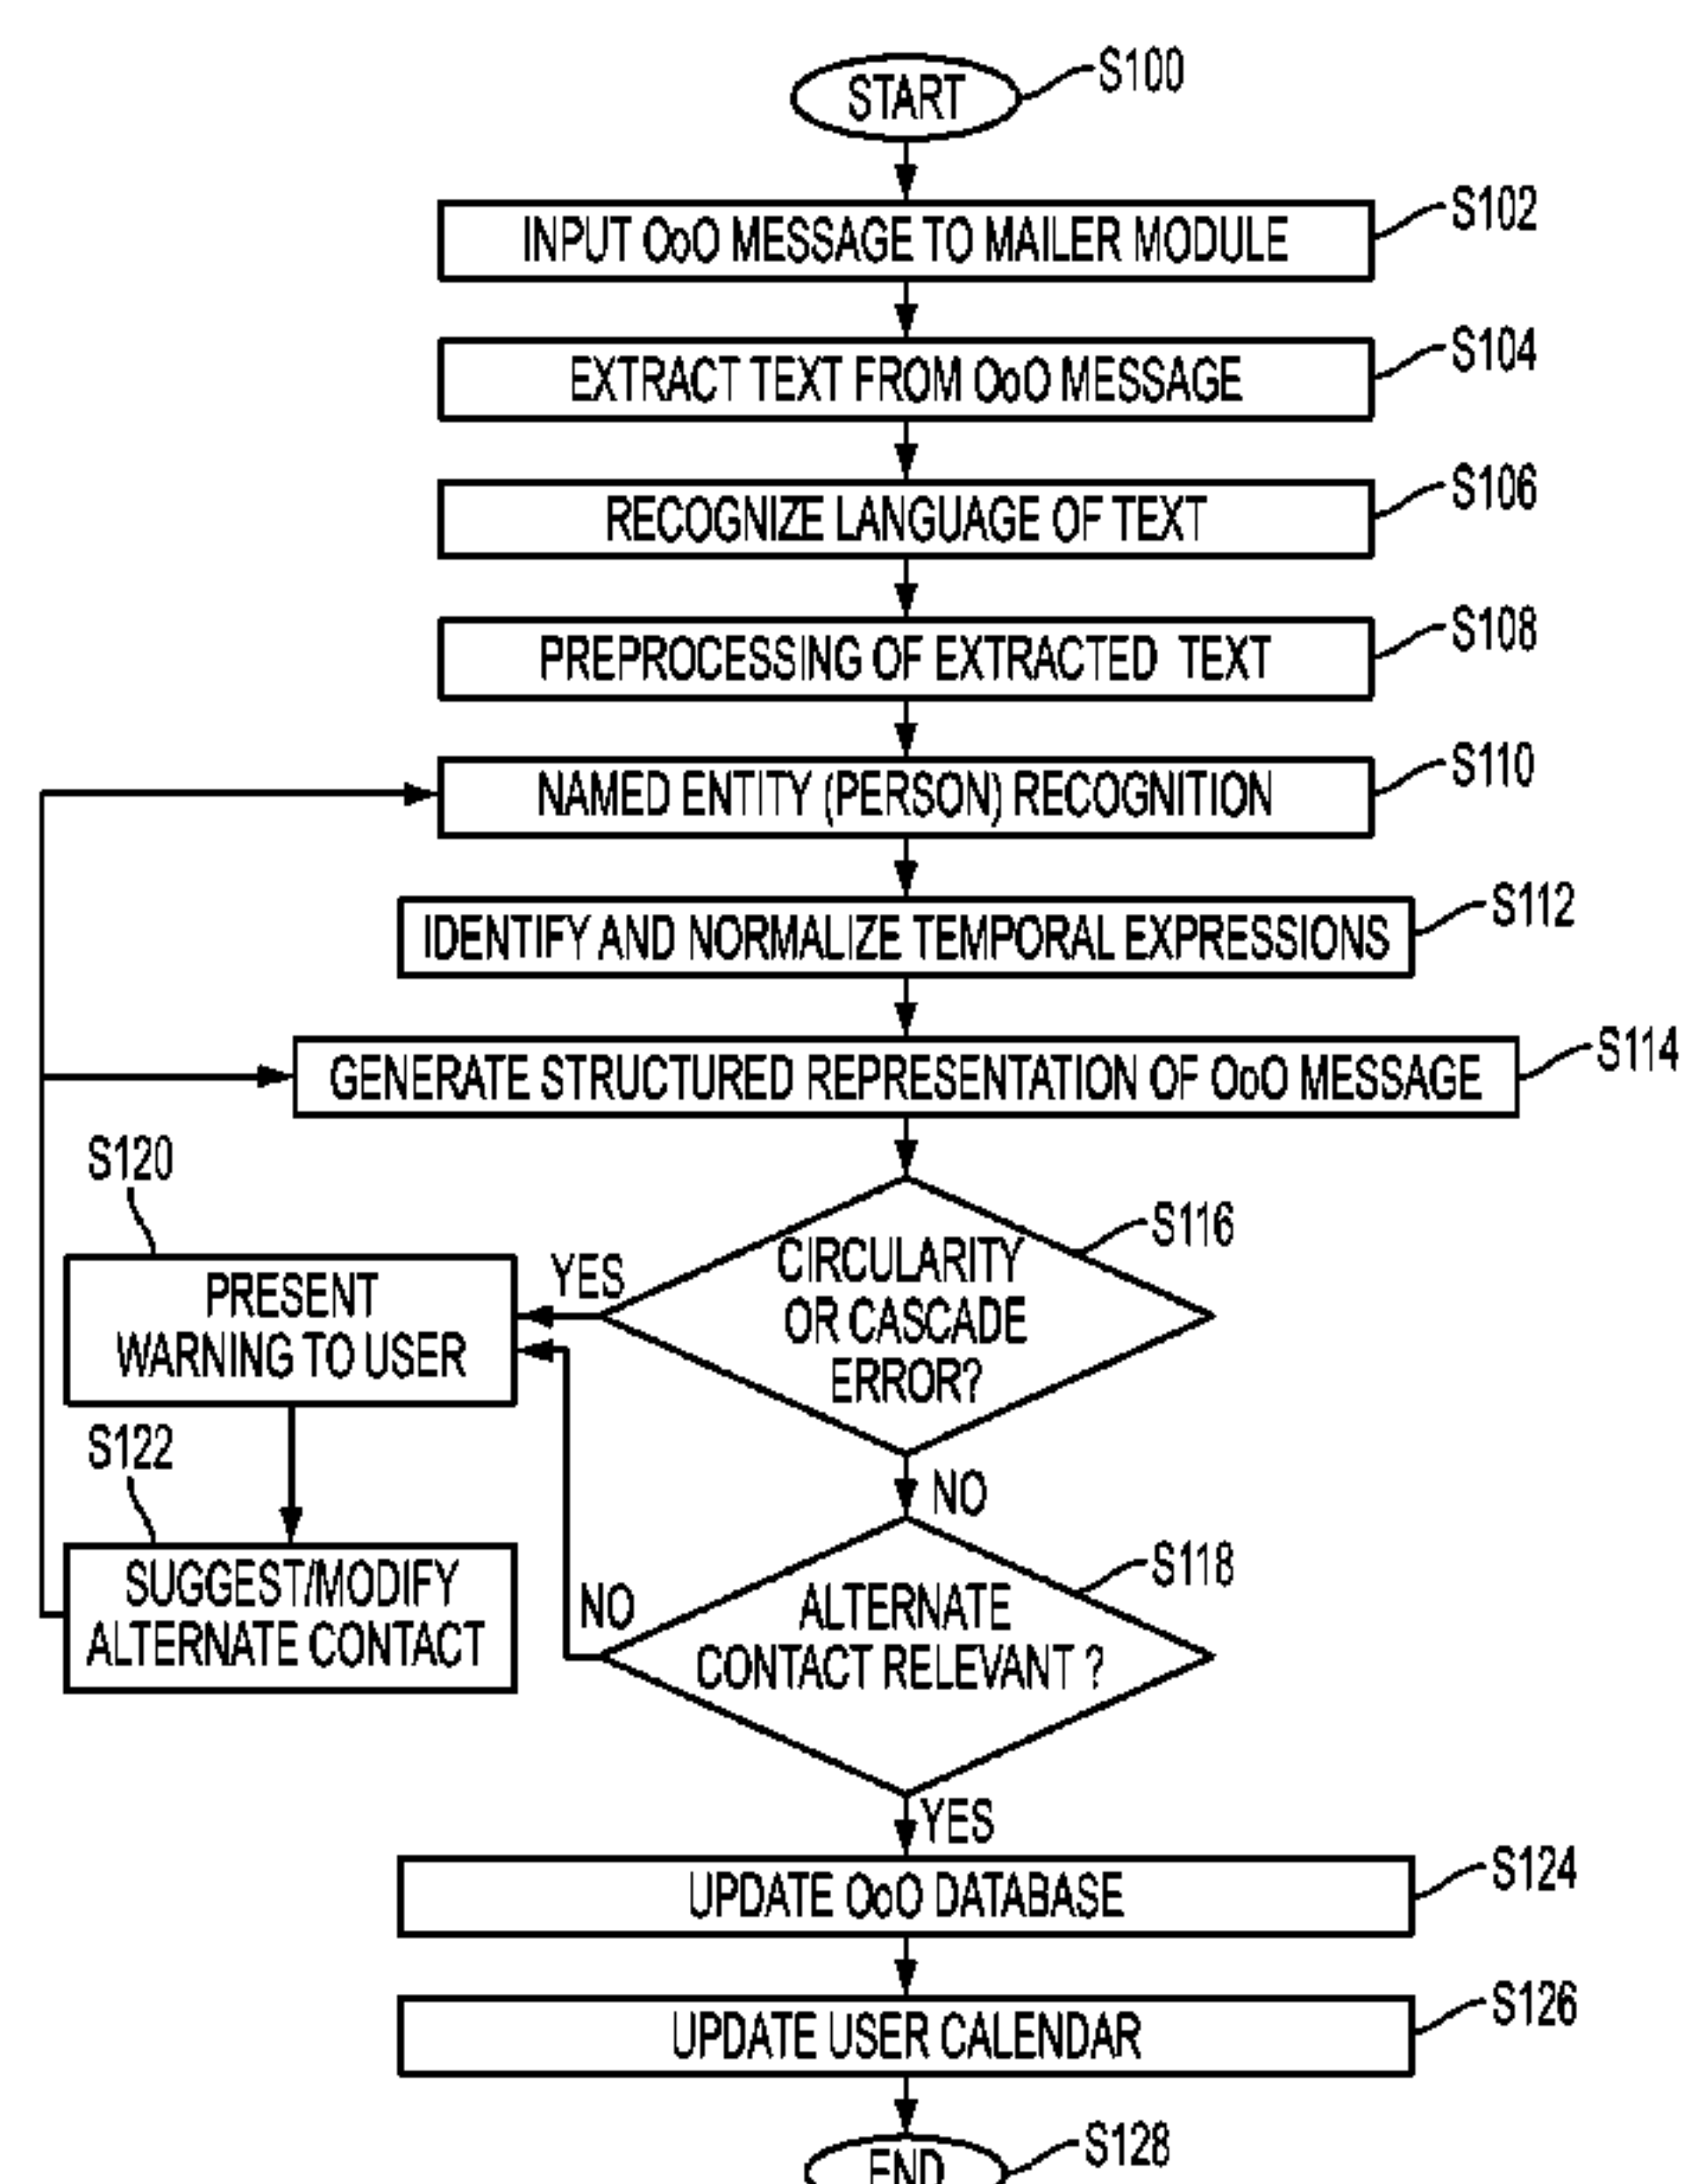 START
S100
INPUT OoO MESSAGE TO MAILER MODULE
S102
EXTRACT TEXT FROM OoO MESSAGE
S104
RECOGNIZE LANGUAGE OF TEXT
S106
PREPROCESSING OF EXTRACTED TEXT
S108
NAMED ENTITY (PERSON) RECOGNITION
S110
IDENTIFY AND NORMALIZE TEMPORAL EXPRESSIONS
S112
GENERATE STRUCTURED REPRESENTATION OF OoO MESSAGE
S114
S120
PRESENT
WARNING TO USER
YES
CIRCULARITY
OR CASCADE
ERROR?
S116
NO
S122
SUGGEST/MODIFY
ALTERNATE CONTACT
NO
ALTERNATE
CONTACT RELEVANT ?
S118
YES
UPDATE OoO DATABASE
S124
UPDATE USER CALENDAR
S126
END
S128